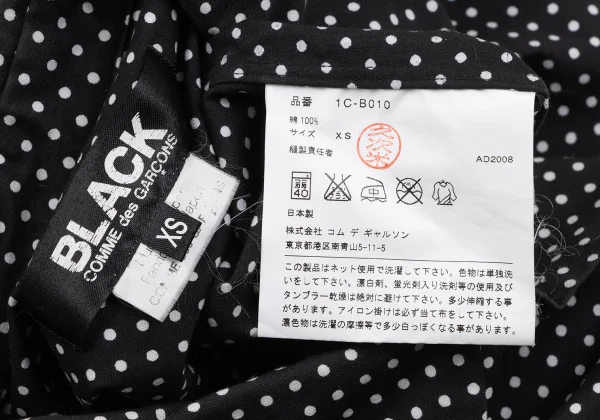 BLACK
COMME des GARÇONS
XS
品番 1C-B010
綿 100%
サイズ XS
縫製責任者
久次米
AD2008
40
日本製
株式会社 コム デ ギャルソン
東京都港区南青山5-11-5
この製品はネット使用で洗濯して下さい。色物は単独洗
いをして下さい。漂白剤、蛍光剤入り洗剤等の使用及び
タンブラー乾燥は絶対に避けて下さい。多少伸縮する事
があります。アイロン掛けは必ず当て布をして下さい。
濃色物は洗濯の摩擦等で多少白っぽくなる事があります。